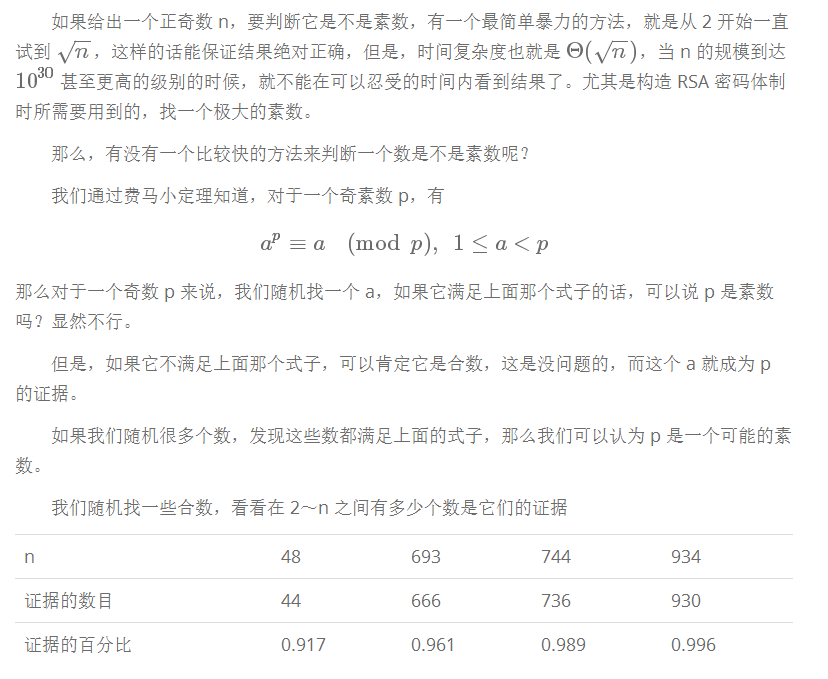 如果给出一个正奇数 n，要判断它是不是素数，有一个最简单暴力的方法，就是从 2 开始一直
试到 √n，这样的话能保证结果绝对正确，但是，时间复杂度也就是 Θ(√n)，当 n 的规模到达
10^30 甚至更高的级别的时候，就不能在可以忍受的时间内看到结果了。尤其是构造 RSA 密码体制
时所需要用到的，找一个极大的素数。
那么，有没有一个比较快的方法来判断一个数是不是素数呢？
我们通过费马小定理知道，对于一个奇素数 p，有
a^p ≡ a (mod p), 1 ≤ a < p
那么对于一个奇数 p 来说，我们随机找一个 a，如果它满足上面那个式子的话，可以说 p 是素数
吗？显然不行。
但是，如果它不满足上面那个式子，可以肯定它是合数，这是没问题的，而这个 a 就成为 p
的证据。
如果我们随机很多个数，发现这些数都满足上面的式子，那么我们可以认为 p 是一个可能的素
数。
我们随机找一些合数，看看在 2～n 之间有多少个数是它们的证据
n 48 693 744 934
证据的数目 44 666 736 930
证据的百分比 0.917 0.961 0.989 0.996